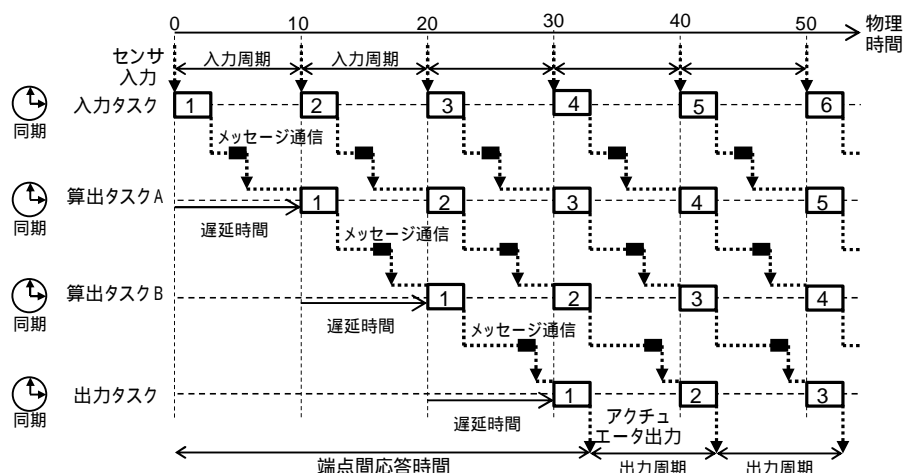 0 10 20 30 40 50 物理時間
センサ入力 入力周期 入力周期
同期 入力タスク 1 2 3 4 5 6
メッセージ通信
同期 算出タスクA 1 2 3 4 5
遅延時間 メッセージ通信
同期 算出タスクB 1 2 3 4
遅延時間 メッセージ通信
同期 出力タスク 1 2 3
遅延時間 アクチュエータ出力
端点間応答時間 出力周期 出力周期